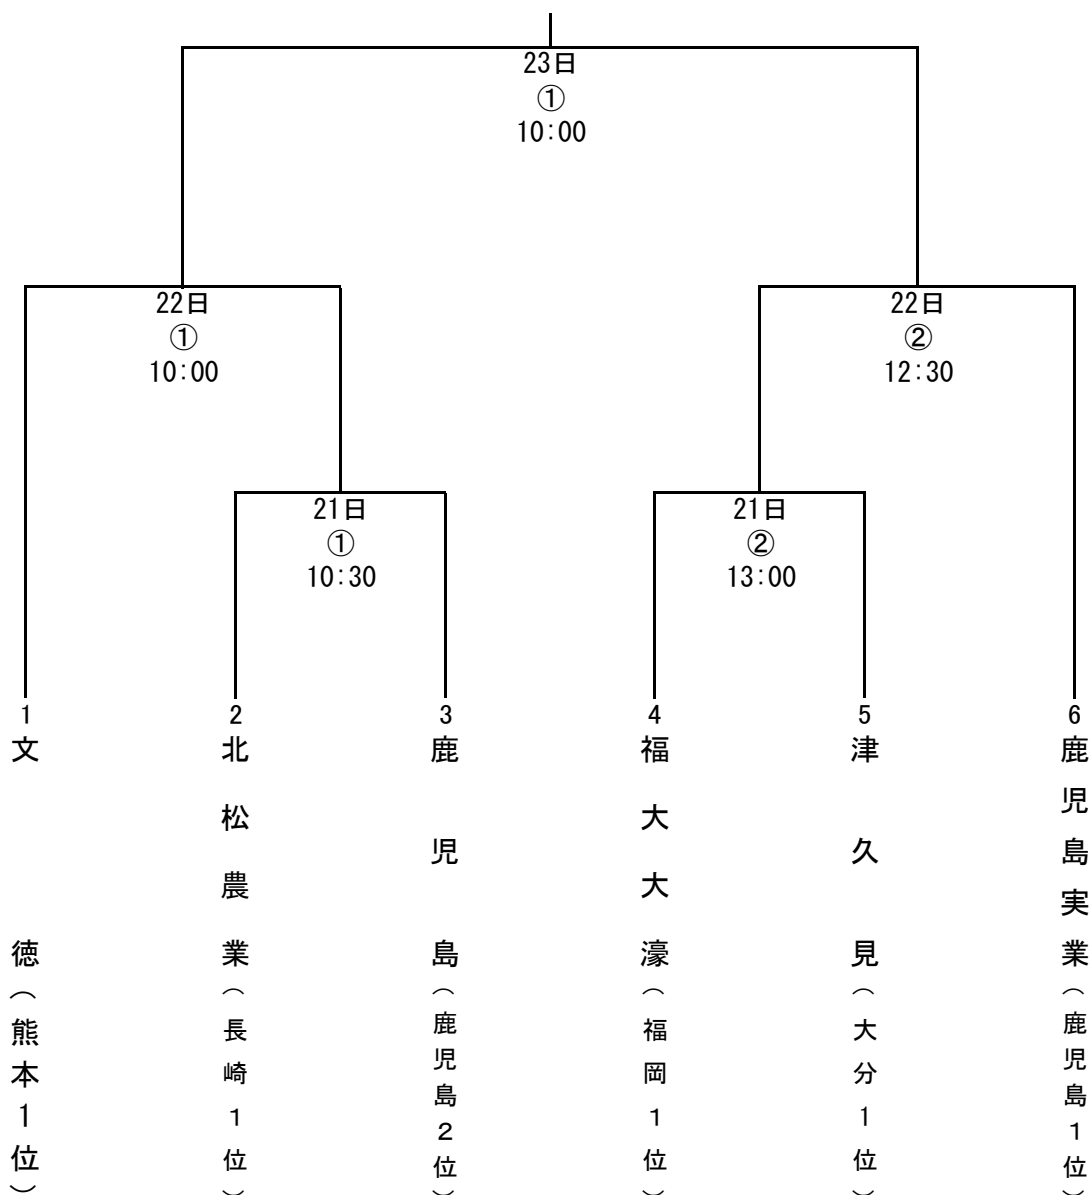 23日
①
10:00
22日
①
10:00
22日
②
12:30
21日
①
10:30
21日
②
13:00
1
文徳(熊本1位)
2
北松農業(長崎1位)
3
鹿児島(鹿児島2位)
4
福大大濠(福岡1位)
5
津久見(大分1位)
6
鹿児島実業(鹿児島1位)